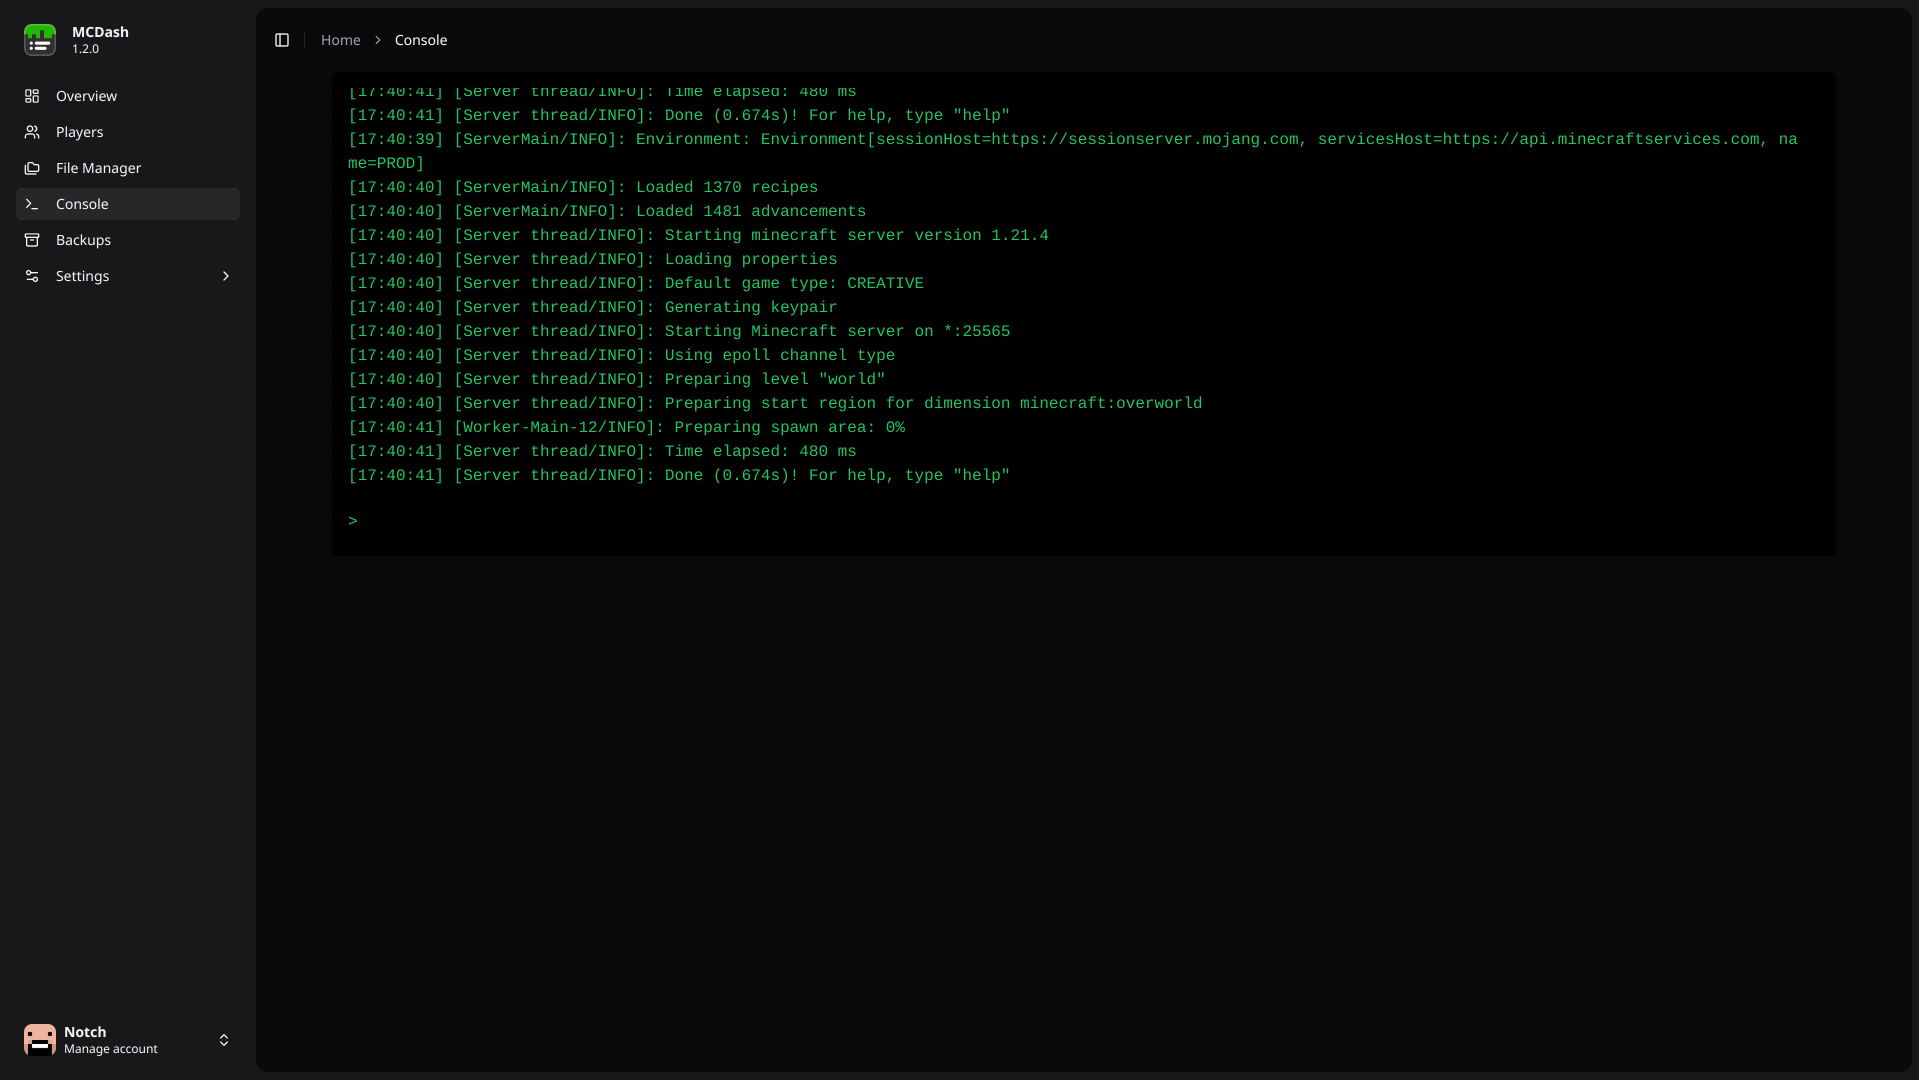 MCDash
1.2.0
Overview
Players
File Manager
Console
Backups
Settings
Notch
Manage account
Home
Console
[17:40:41] [Server thread/INFO]: Time elapsed: 480 ms
[17:40:41] [Server thread/INFO]: Done (0.674s)! For help, type "help"
[17:40:39] [ServerMain/INFO]: Environment: Environment[sessionHost=https://sessionserver.mojang.com, servicesHost=https://api.minecraftservices.com, na
me=PROD]
[17:40:40] [ServerMain/INFO]: Loaded 1370 recipes
[17:40:40] [ServerMain/INFO]: Loaded 1481 advancements
[17:40:40] [Server thread/INFO]: Starting minecraft server version 1.21.4
[17:40:40] [Server thread/INFO]: Loading properties
[17:40:40] [Server thread/INFO]: Default game type: CREATIVE
[17:40:40] [Server thread/INFO]: Generating keypair
[17:40:40] [Server thread/INFO]: Starting Minecraft server on *:25565
[17:40:40] [Server thread/INFO]: Using epoll channel type
[17:40:40] [Server thread/INFO]: Preparing level "world"
[17:40:40] [Server thread/INFO]: Preparing start region for dimension minecraft:overworld
[17:40:41] [Worker-Main-12/INFO]: Preparing spawn area: 0%
[17:40:41] [Server thread/INFO]: Time elapsed: 480 ms
[17:40:41] [Server thread/INFO]: Done (0.674s)! For help, type "help"
>